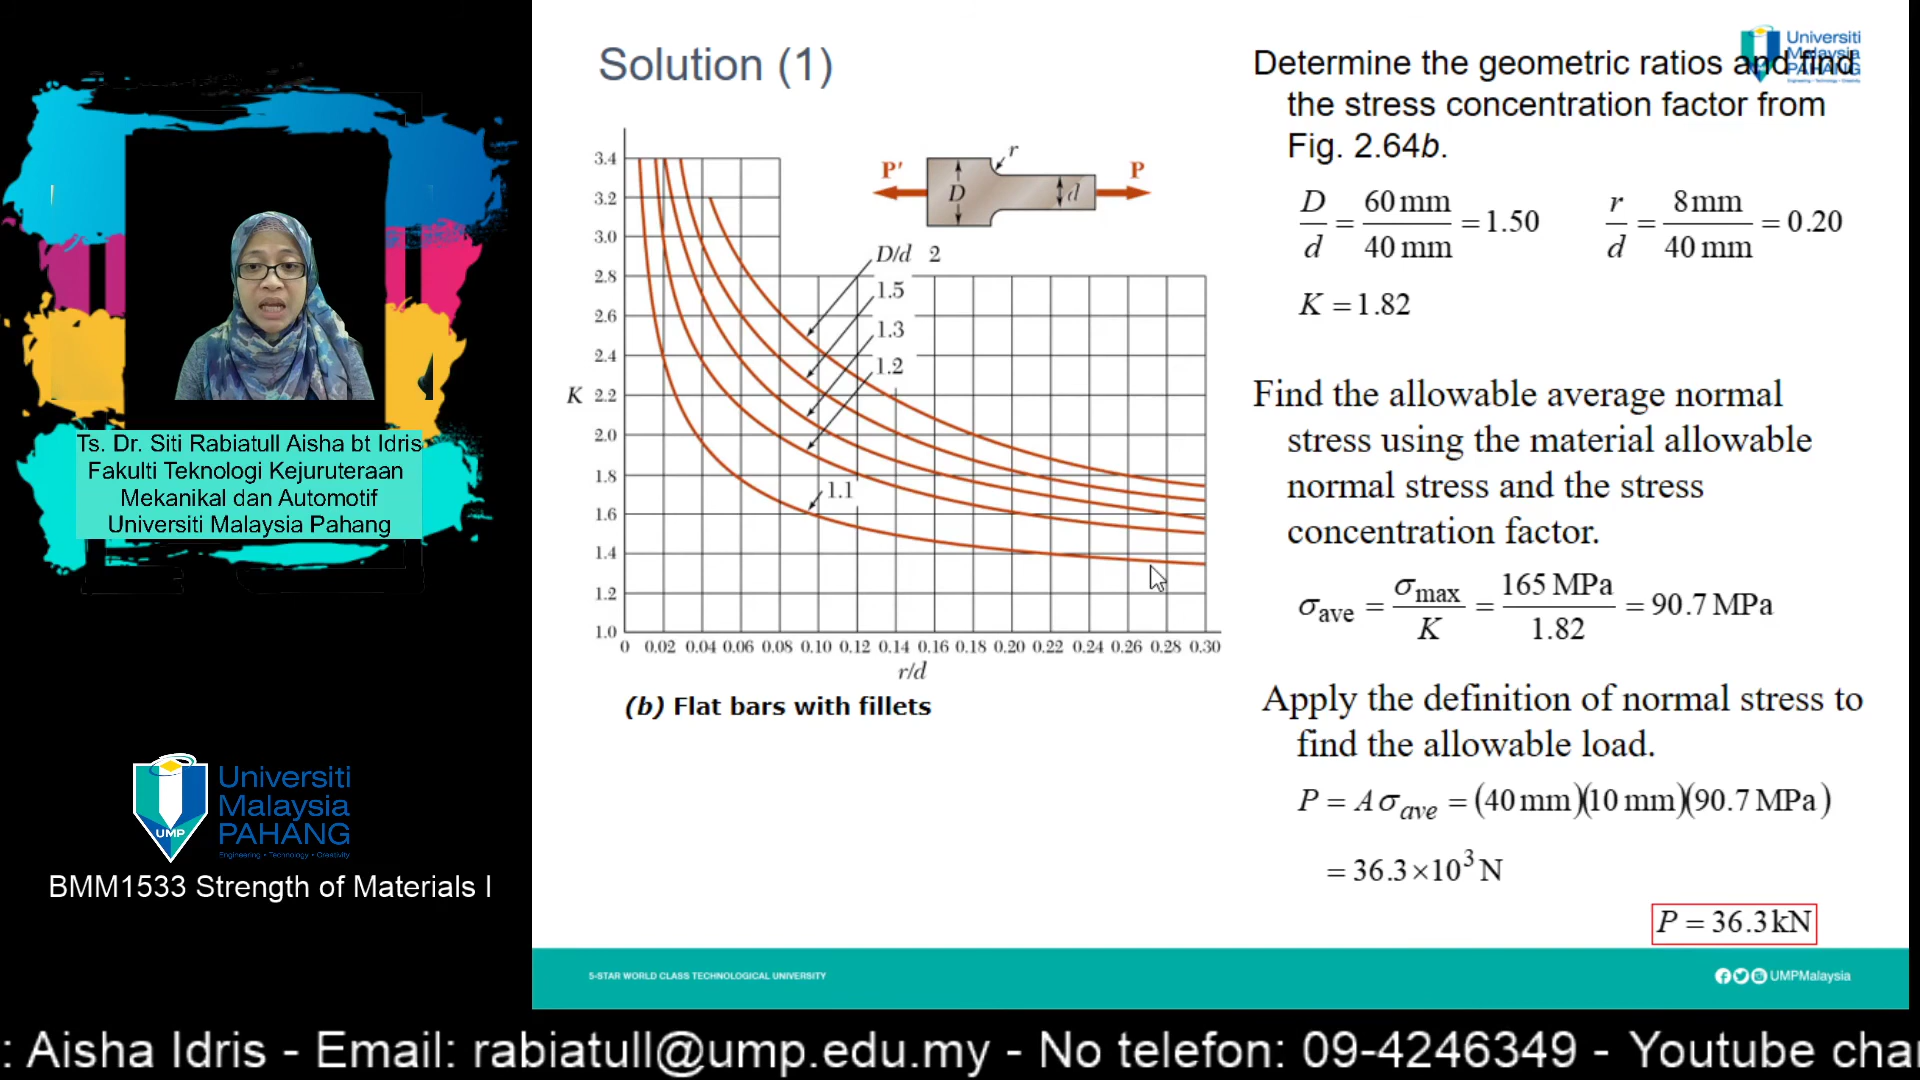 Ts. Dr. Siti Rabiatull Aisha bt Idris
Fakulti Teknologi Kejuruteraan
Mekanikal dan Automotif
Universiti Malaysia Pahang
UMP
Universiti
Malaysia
PAHANG
Engineering • Technology • Creativity
BMM1533 Strength of Materials I
Solution (1)
3.4
3.2
3.0
2.8
2.6
2.4
K 2.2
2.0
1.8
1.6
1.4
1.2
1.0
P′ D r d P
D/d 2
1.5
1.3
1.2
1.1
0 0.02 0.04 0.06 0.08 0.10 0.12 0.14 0.16 0.18 0.20 0.22 0.24 0.26 0.28 0.30
r/d
(b) Flat bars with fillets
Universiti
Malaysia
PAHANG
Determine the geometric ratios and find
the stress concentration factor from
Fig. 2.64b.
D/d = 60 mm/40 mm = 1.50 r/d = 8 mm/40 mm = 0.20
K = 1.82
Find the allowable average normal
stress using the material allowable
normal stress and the stress
concentration factor.
σave = σmax/K = 165 MPa/1.82 = 90.7 MPa
Apply the definition of normal stress to
find the allowable load.
P = Aσave = (40 mm)(10 mm)(90.7 MPa)
= 36.3×10³ N
P = 36.3 kN
5-STAR WORLD CLASS TECHNOLOGICAL UNIVERSITY
UMPMalaysia
: Aisha Idris - Email: rabiatull@ump.edu.my - No telefon: 09-4246349 - Youtube cha